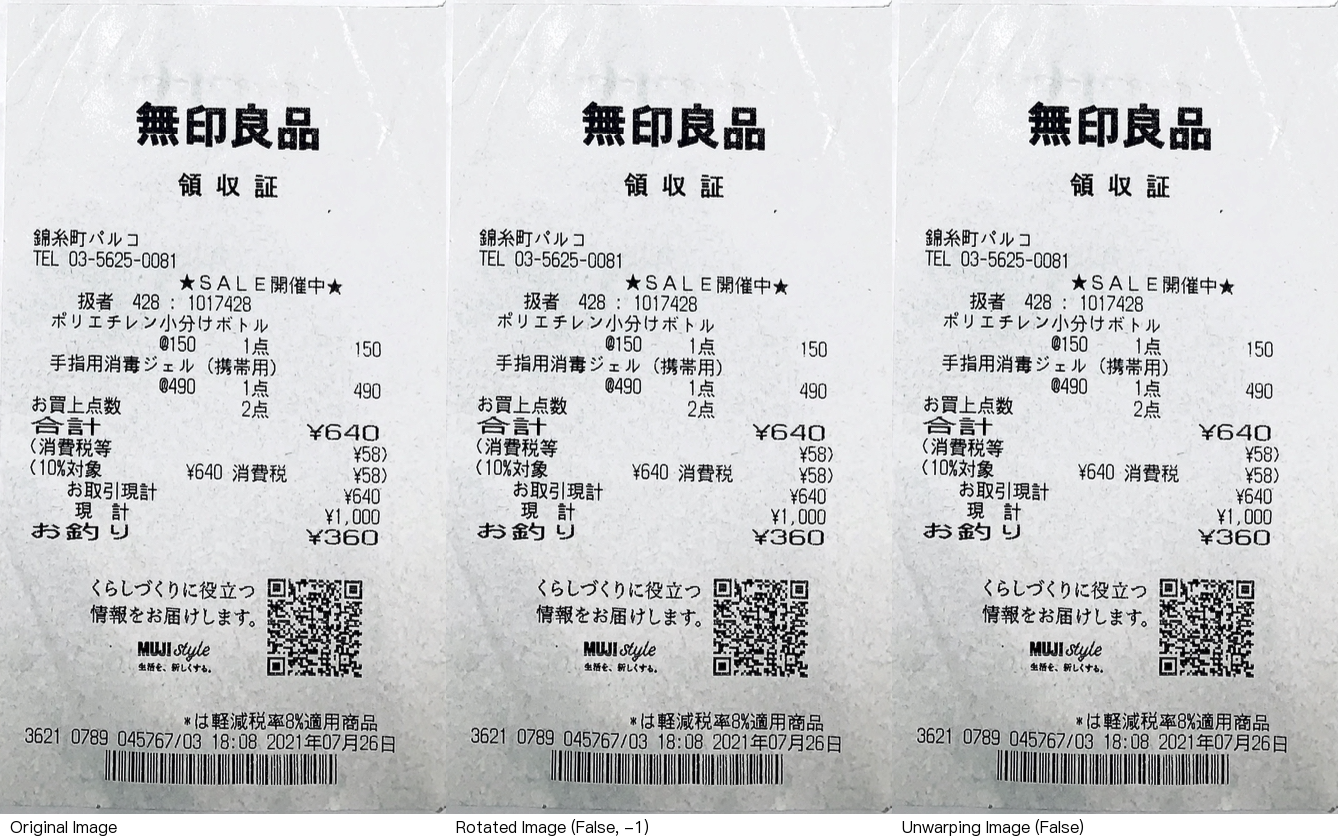 無印良品
領収証
錦糸町パルコ
TEL 03-5625-0081
★SALE開催中★
扱者 428 : 1017428
ポリエチレン小分けボトル
@150 1点 150
手指用消毒ジェル（携帯用）
@490 1点 490
お買上点数 2点
合計 ¥640
(消費税等 ¥58)
(10%対象 ¥640 消費税 ¥58)
お取引現計 ¥640
現 計 ¥1,000
お釣り ¥360
くらしづくりに役立つ
情報をお届けします。
MUJI style
生活を、新しくする。
*は軽減税率8%適用商品
3621 0789 045767/03 18:08 2021年07月26日
Original Image
無印良品
領収証
錦糸町パルコ
TEL 03-5625-0081
★SALE開催中★
扱者 428 : 1017428
ポリエチレン小分けボトル
@150 1点 150
手指用消毒ジェル（携帯用）
@490 1点 490
お買上点数 2点
合計 ¥640
(消費税等 ¥58)
(10%対象 ¥640 消費税 ¥58)
お取引現計 ¥640
現 計 ¥1,000
お釣り ¥360
くらしづくりに役立つ
情報をお届けします。
MUJI style
生活を、新しくする。
*は軽減税率8%適用商品
3621 0789 045767/03 18:08 2021年07月26日
Rotated Image (False, -1)
無印良品
領収証
錦糸町パルコ
TEL 03-5625-0081
★SALE開催中★
扱者 428 : 1017428
ポリエチレン小分けボトル
@150 1点 150
手指用消毒ジェル（携帯用）
@490 1点 490
お買上点数 2点
合計 ¥640
(消費税等 ¥58)
(10%対象 ¥640 消費税 ¥58)
お取引現計 ¥640
現 計 ¥1,000
お釣り ¥360
くらしづくりに役立つ
情報をお届けします。
MUJI style
生活を、新しくする。
*は軽減税率8%適用商品
3621 0789 045767/03 18:08 2021年07月26日
Unwarping Image (False)